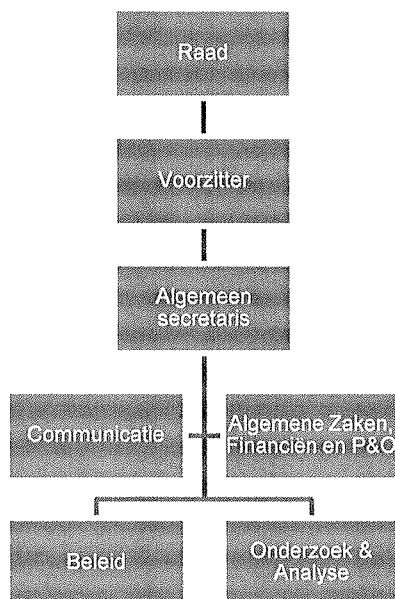 Raad
Voorzitter
Algemeen
secretaris
Communicatie
Algemene Zaken,
Financiën en P&O
Beleid
Onderzoek &
Analyse